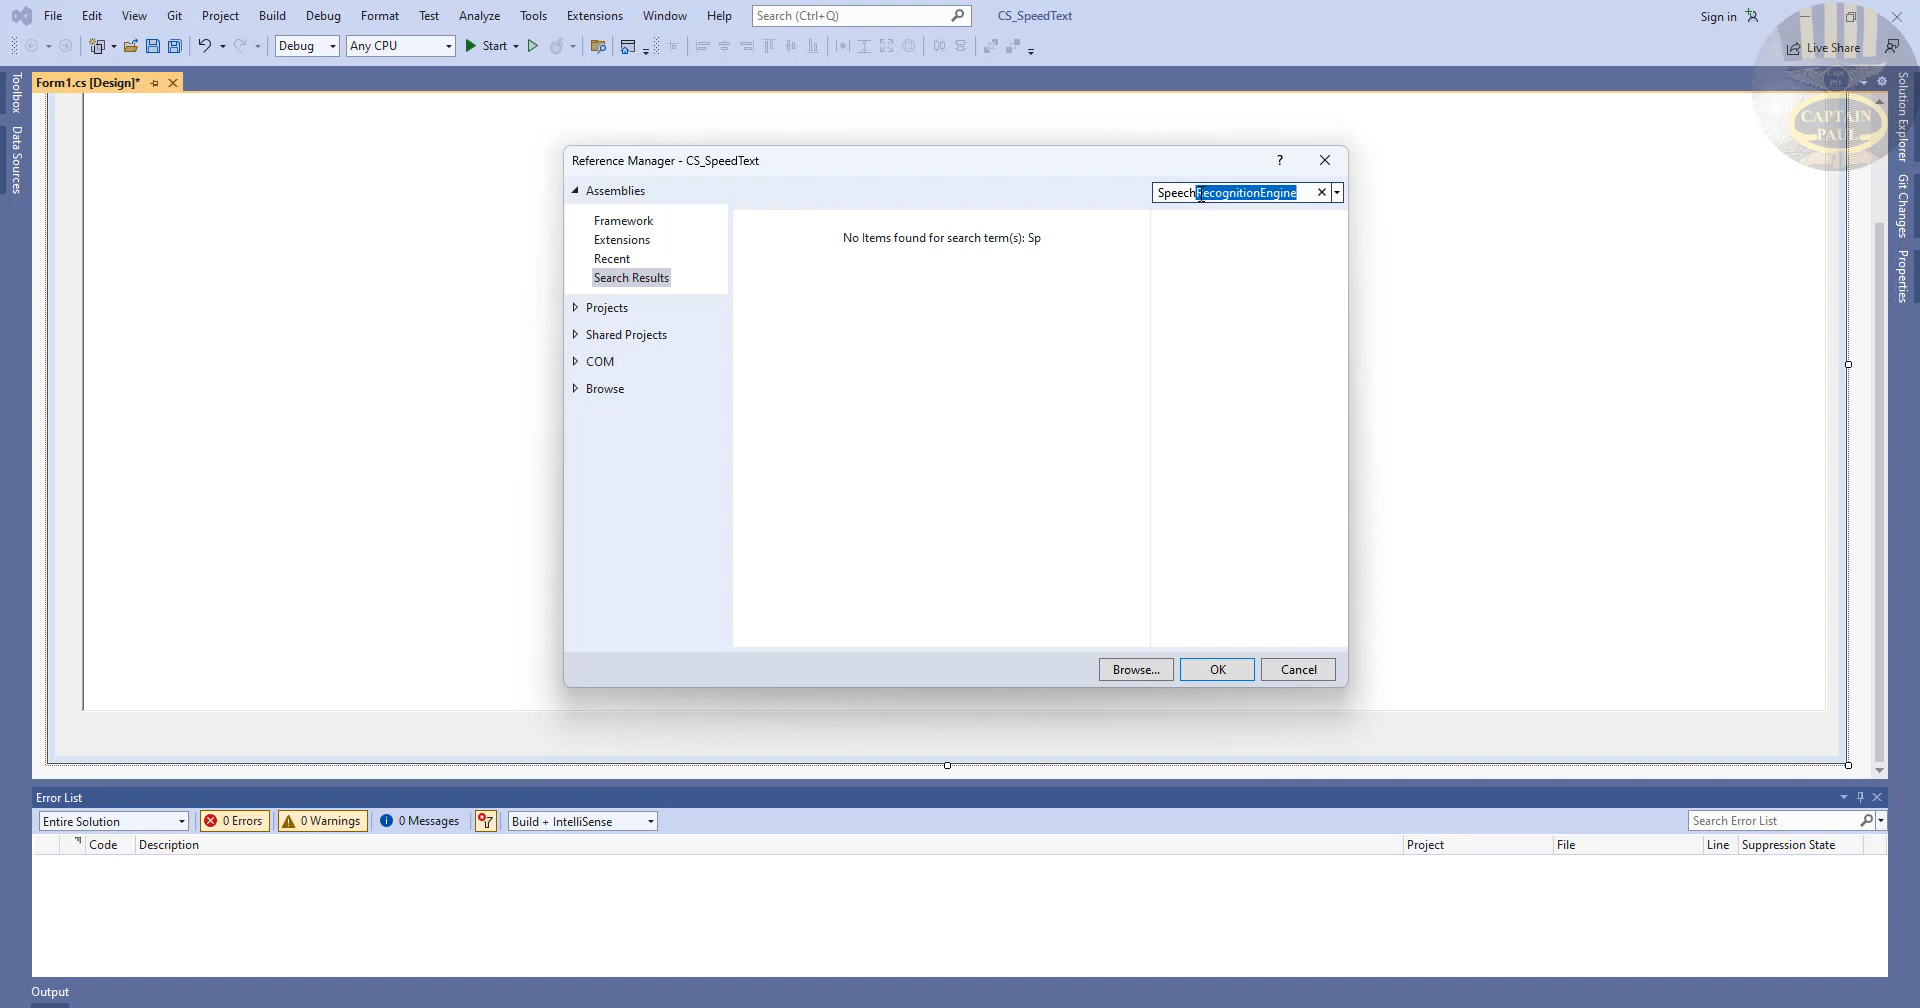 File Edit View Git Project Build Debug Format Test Analyze Tools Extensions Window Help Search (Ctrl+Q) CS_SpeedText Sign in
Debug Any CPU Start Live Share
Form1.cs [Design]*
Toolbox
Data Sources
Solution Explorer
Git Changes
Properties
Capt
PO
CAPTAIN
PAUL
Reference Manager - CS_SpeedText ?
Assemblies SpeechRecognitionEngine
Framework
Extensions
Recent
Search Results
No Items found for search term(s): Sp
Projects
Shared Projects
COM
Browse
Browse... OK Cancel
Error List
Entire Solution 0 Errors 0 Warnings 0 Messages Build + IntelliSense Search Error List
Code Description Project File Line Suppression State
Output